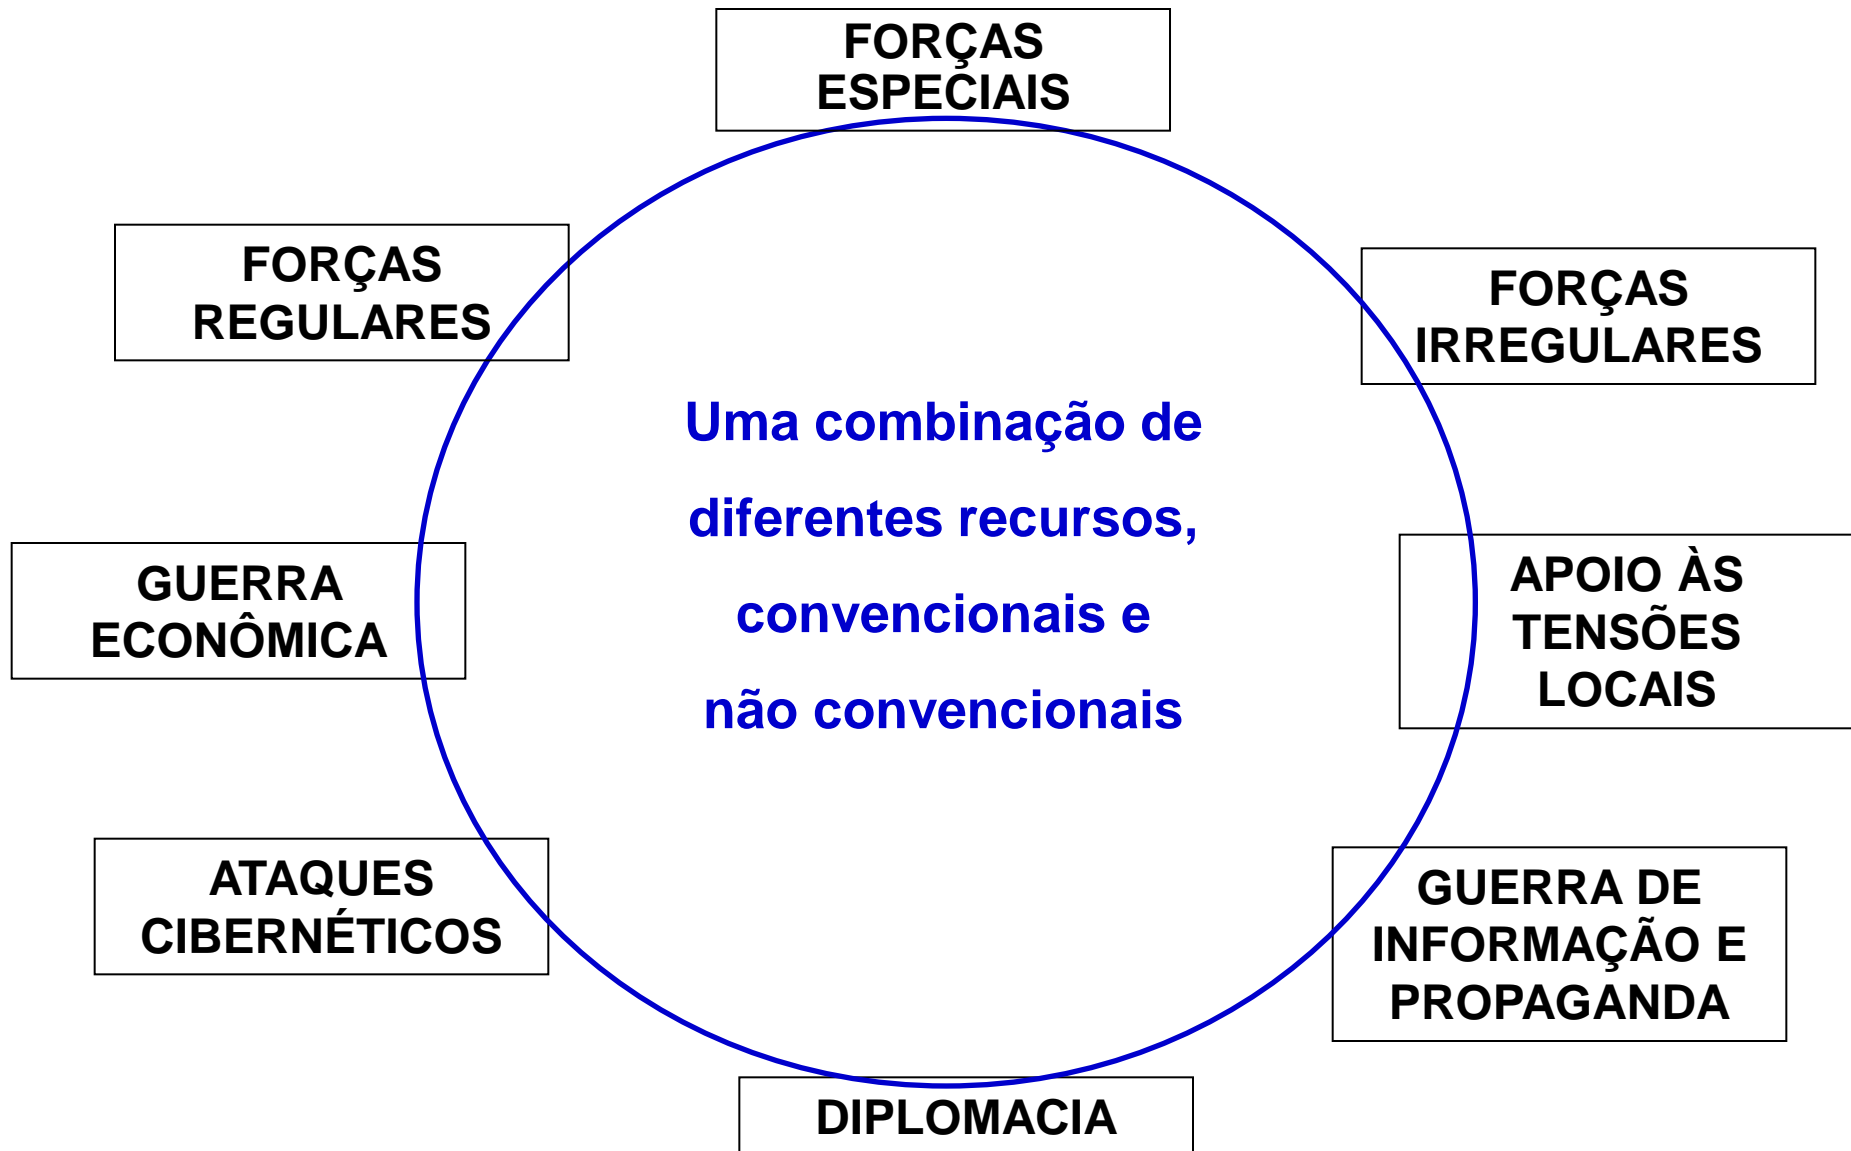 FORÇAS
ESPECIAIS
FORÇAS
REGULARES
FORÇAS
IRREGULARES
Uma combinação de
diferentes recursos,
convencionais e
não convencionais
GUERRA
ECONÔMICA
APOIO ÀS
TENSÕES
LOCAIS
ATAQUES
CIBERNÉTICOS
GUERRA DE
INFORMAÇÃO E
PROPAGANDA
DIPLOMACIA